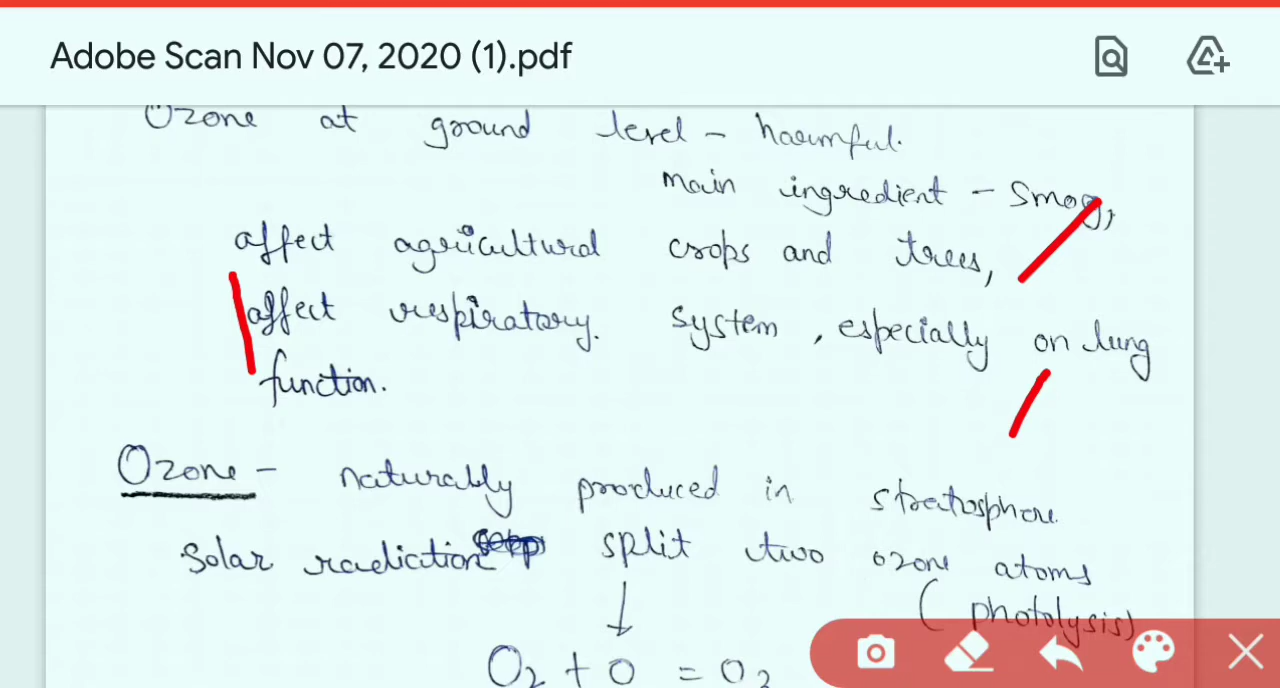 Adobe Scan Nov 07, 2020 (1).pdf
Ozone at ground level - harmful.
main ingredient - Smog,
affect agricultural crops and trees,
affect respiratory. system, especially on lung
function.
Ozone - naturally produced in stratosphere
Solar radiation split two ozone atoms
(photolysis)
O2 + O = O3